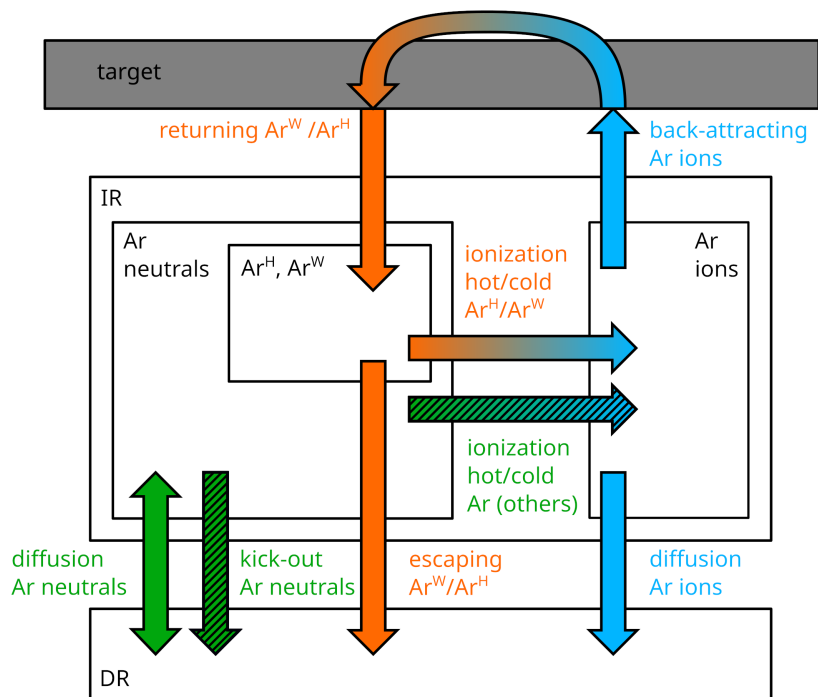 target
returning Ar^W /Ar^H
back-attracting
Ar ions
IR
Ar
neutrals
Ar^H, Ar^W
ionization
hot/cold
Ar^H/Ar^W
Ar
ions
ionization
hot/cold
Ar (others)
diffusion
Ar neutrals
kick-out
Ar neutrals
escaping
Ar^W/Ar^H
diffusion
Ar ions
DR